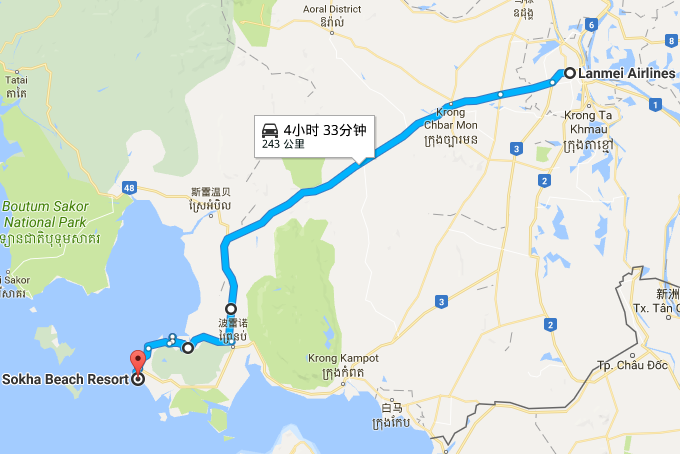 Aoral District
ឱរ៉ាល់
ឧដុង្គ
6
8
Tatai
តាតៃ
Lanmei Airlines
1
Krong
Chbar Mon
ក្រុងច្បារមន
Krong Ta
Khmau
ក្រុងតាខ្មៅ
4小时 33分钟
243 公里
3
2
48
斯雷温贝
ស្រែអំបិល
Boutum Sakor
National Park
ឧទ្យានជាតិបុទុមសាគរ
Sakor
សាគរ
波雷诺
ព្រៃនប់
3
2
新洲
Tx. Tân C
Krong Kampot
ក្រុងកំពត
Tp. Châu Đốc
Sokha Beach Resort
白马
ក្រុងកែប